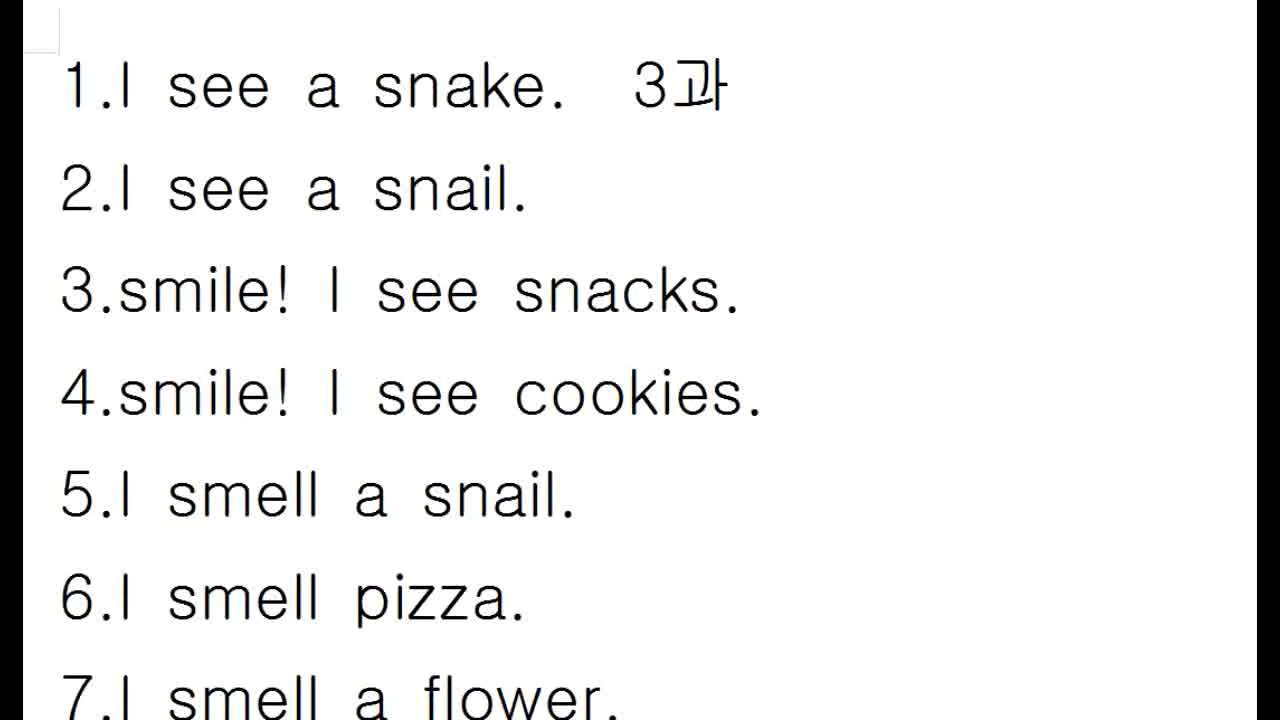 1.I see a snake. 3과
2.I see a snail.
3.smile! I see snacks.
4.smile! I see cookies.
5.I smell a snail.
6.I smell pizza.
7.I smell a flower.